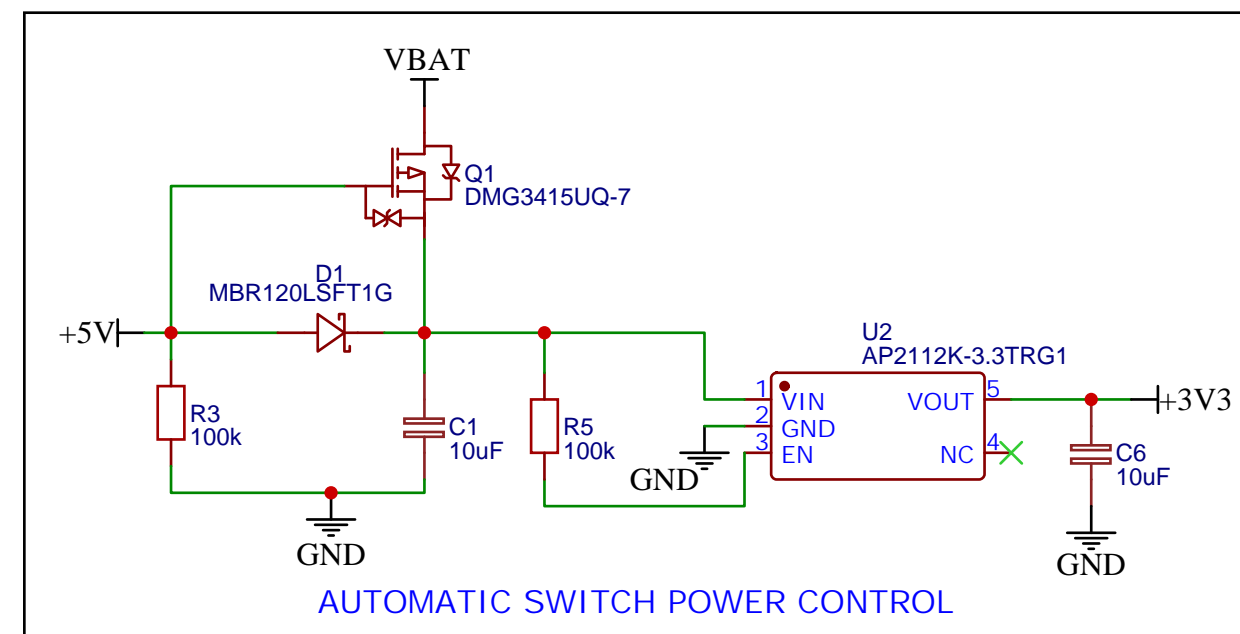 VBAT
Q1
DMG3415UQ-7
D1
MBR120LSFT1G
+5V
R3
100k
C1
10uF
R5
100k
GND
GND
U2
AP2112K-3.3TRG1
1 VIN
2 GND
3 EN
VOUT 5
NC 4
+3V3
C6
10uF
GND
AUTOMATIC SWITCH POWER CONTROL